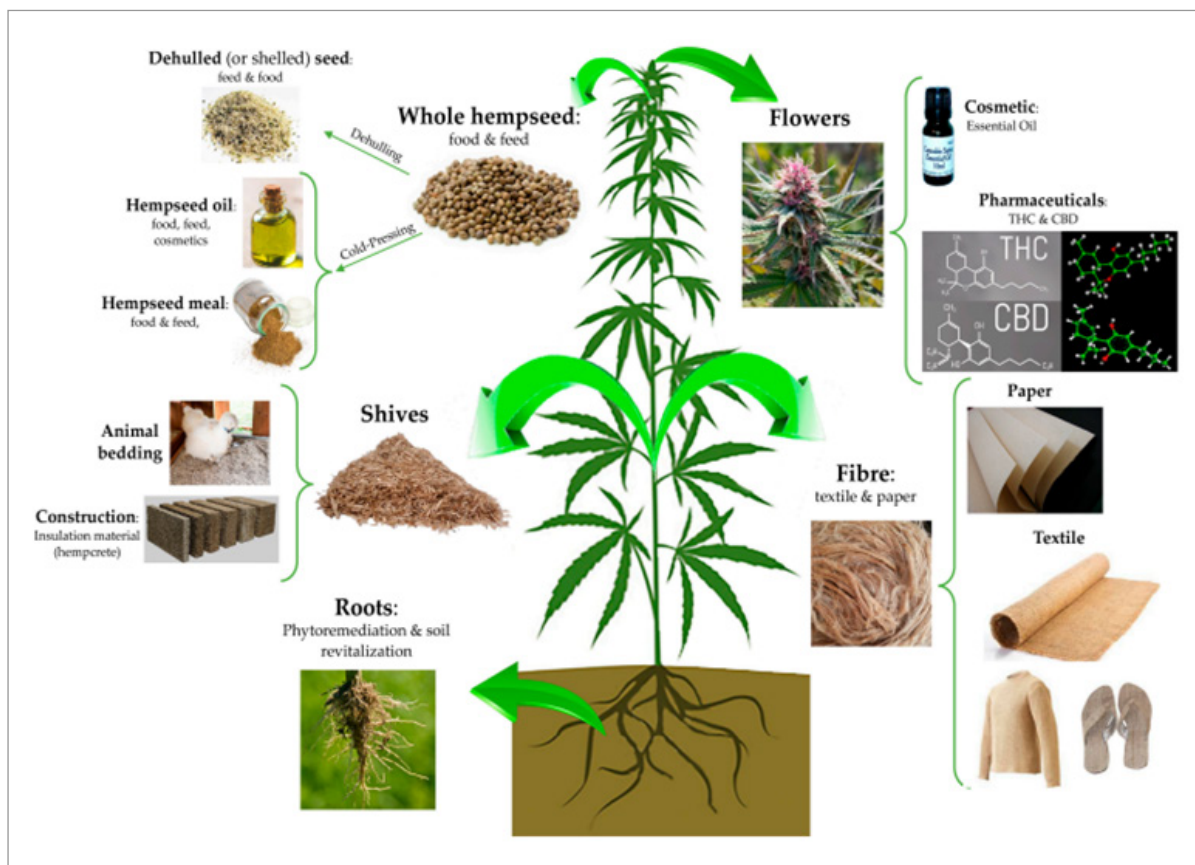 Dehulled (or shelled) seed:
feed & food
Dehulling
Whole hempseed:
food & feed
Hempseed oil:
food, feed,
cosmetics
Cold-Pressing
Hempseed meal:
food & feed,
Flowers
Cosmetic:
Essential Oil
Pharmaceuticals:
THC & CBD
THC
CBD
Animal
bedding
Shives
Construction:
Insulation material
(hempcrete)
Roots:
Phytoremediation & soil
revitalization
Fibre:
textile & paper
Paper
Textile